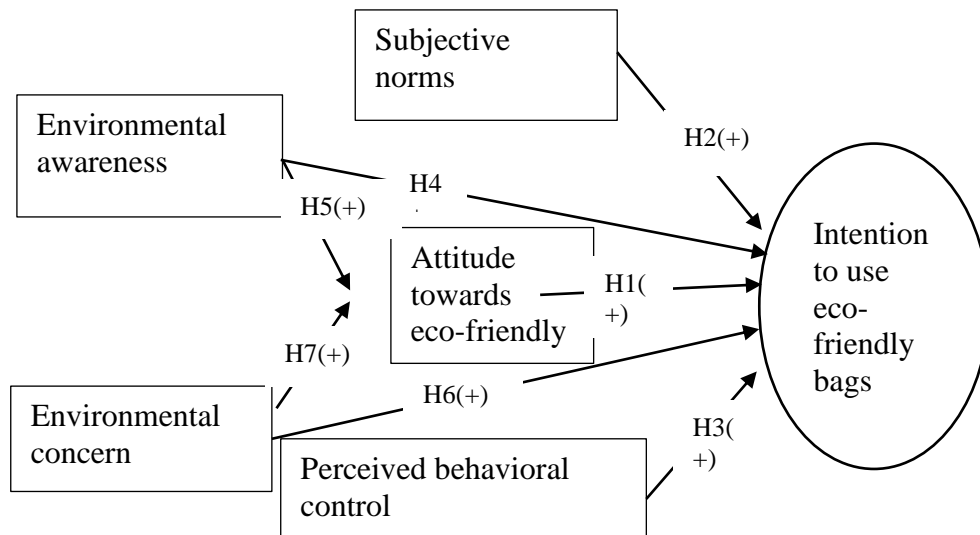 Subjective
norms
Environmental
awareness
H2(+)
H4
H5(+)
Attitude
towards
eco-friendly
H1(
+)
Intention
to use
eco-
friendly
bags
H7(+)
H6(+)
Environmental
concern
H3(
+)
Perceived behavioral
control